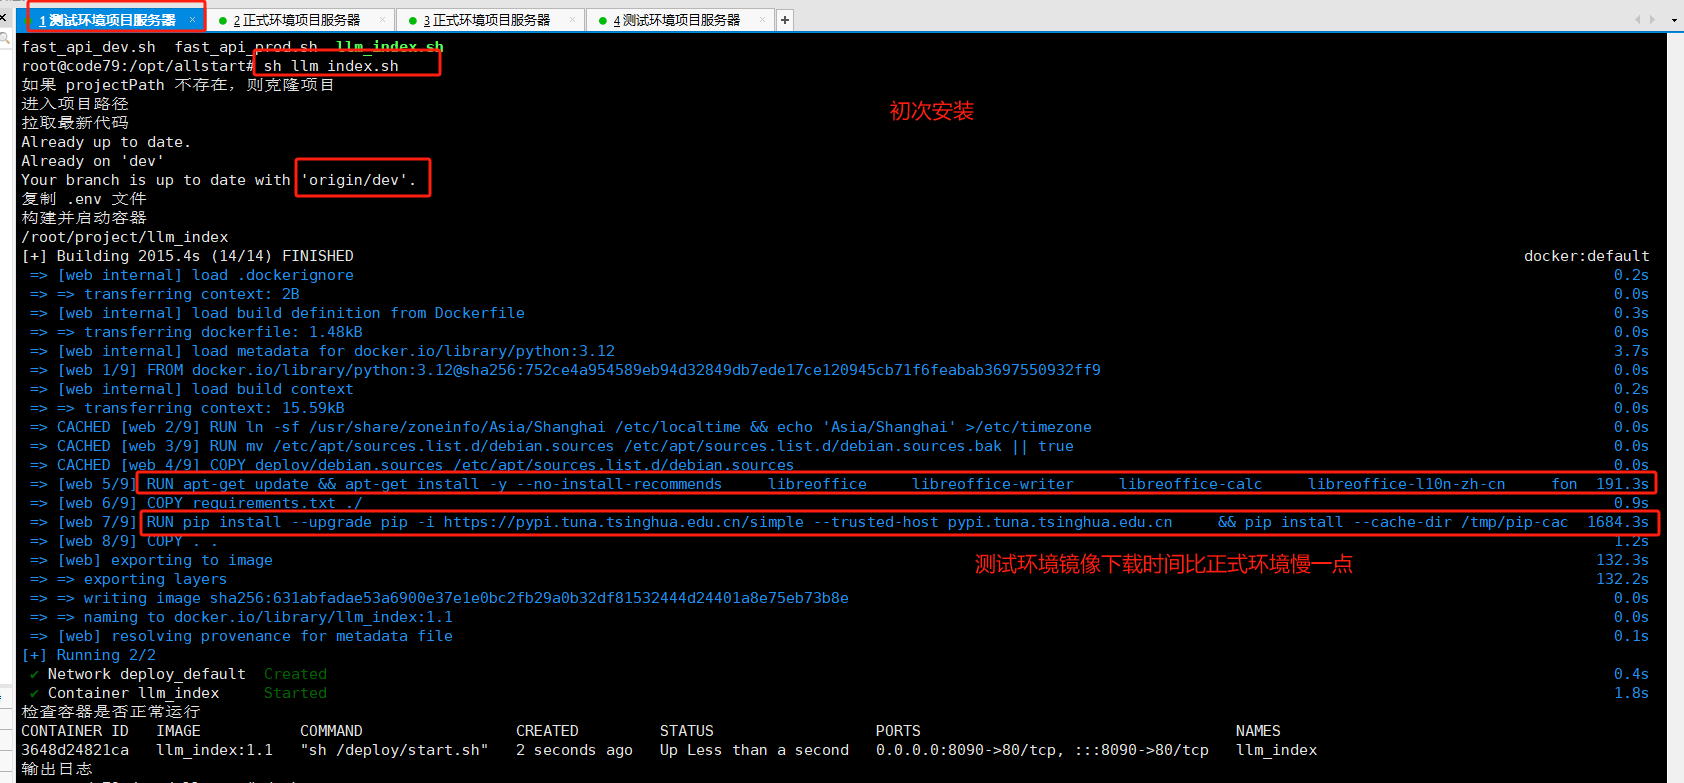 1 测试环境项目服务器 × 2 正式环境项目服务器 × 3 正式环境项目服务器 × 4 测试环境项目服务器 × +
fast_api_dev.sh  fast_api_prod.sh  llm_index.sh
root@code79:/opt/allstart# sh llm_index.sh
如果 projectPath 不存在，则克隆项目
进入项目路径
初次安装
拉取最新代码
Already up to date.
Already on 'dev'
Your branch is up to date with 'origin/dev'.
复制 .env 文件
构建并启动容器
/root/project/llm_index
[+] Building 2015.4s (14/14) FINISHED docker:default
=> [web internal] load .dockerignore 0.2s
=> => transferring context: 2B 0.0s
=> [web internal] load build definition from Dockerfile 0.3s
=> => transferring dockerfile: 1.48kB 0.0s
=> [web internal] load metadata for docker.io/library/python:3.12 3.7s
=> [web 1/9] FROM docker.io/library/python:3.12@sha256:752ce4a954589eb94d32849db7ede17ce120945cb71f6feabab3697550932ff9 0.0s
=> [web internal] load build context 0.2s
=> => transferring context: 15.59kB 0.0s
=> CACHED [web 2/9] RUN ln -sf /usr/share/zoneinfo/Asia/Shanghai /etc/localtime && echo 'Asia/Shanghai' >/etc/timezone 0.0s
=> CACHED [web 3/9] RUN mv /etc/apt/sources.list.d/debian.sources /etc/apt/sources.list.d/debian.sources.bak || true 0.0s
=> CACHED [web 4/9] COPY deploy/debian.sources /etc/apt/sources.list.d/debian.sources 0.0s
=> [web 5/9] RUN apt-get update && apt-get install -y --no-install-recommends     libreoffice     libreoffice-writer     libreoffice-calc     libreoffice-l10n-zh-cn     fon 191.3s
=> [web 6/9] COPY requirements.txt ./ 0.9s
=> [web 7/9] RUN pip install --upgrade pip -i https://pypi.tuna.tsinghua.edu.cn/simple --trusted-host pypi.tuna.tsinghua.edu.cn     && pip install --cache-dir /tmp/pip-cac 1684.3s
=> [web 8/9] COPY . . 1.2s
=> [web] exporting to image 132.3s
测试环境镜像下载时间比正式环境慢一点
=> => exporting layers 132.2s
=> => writing image sha256:631abfadae53a6900e37e1e0bc2fb29a0b32df81532444d24401a8e75eb73b8e 0.0s
=> => naming to docker.io/library/llm_index:1.1 0.0s
=> [web] resolving provenance for metadata file 0.1s
[+] Running 2/2
✔ Network deploy_default  Created 0.4s
✔ Container llm_index     Started 1.8s
检查容器是否正常运行
CONTAINER ID   IMAGE           COMMAND                 CREATED         STATUS                  PORTS                                   NAMES
3648d24821ca   llm_index:1.1   "sh /deploy/start.sh"   2 seconds ago   Up Less than a second   0.0.0.0:8090->80/tcp, :::8090->80/tcp   llm_index
输出日志